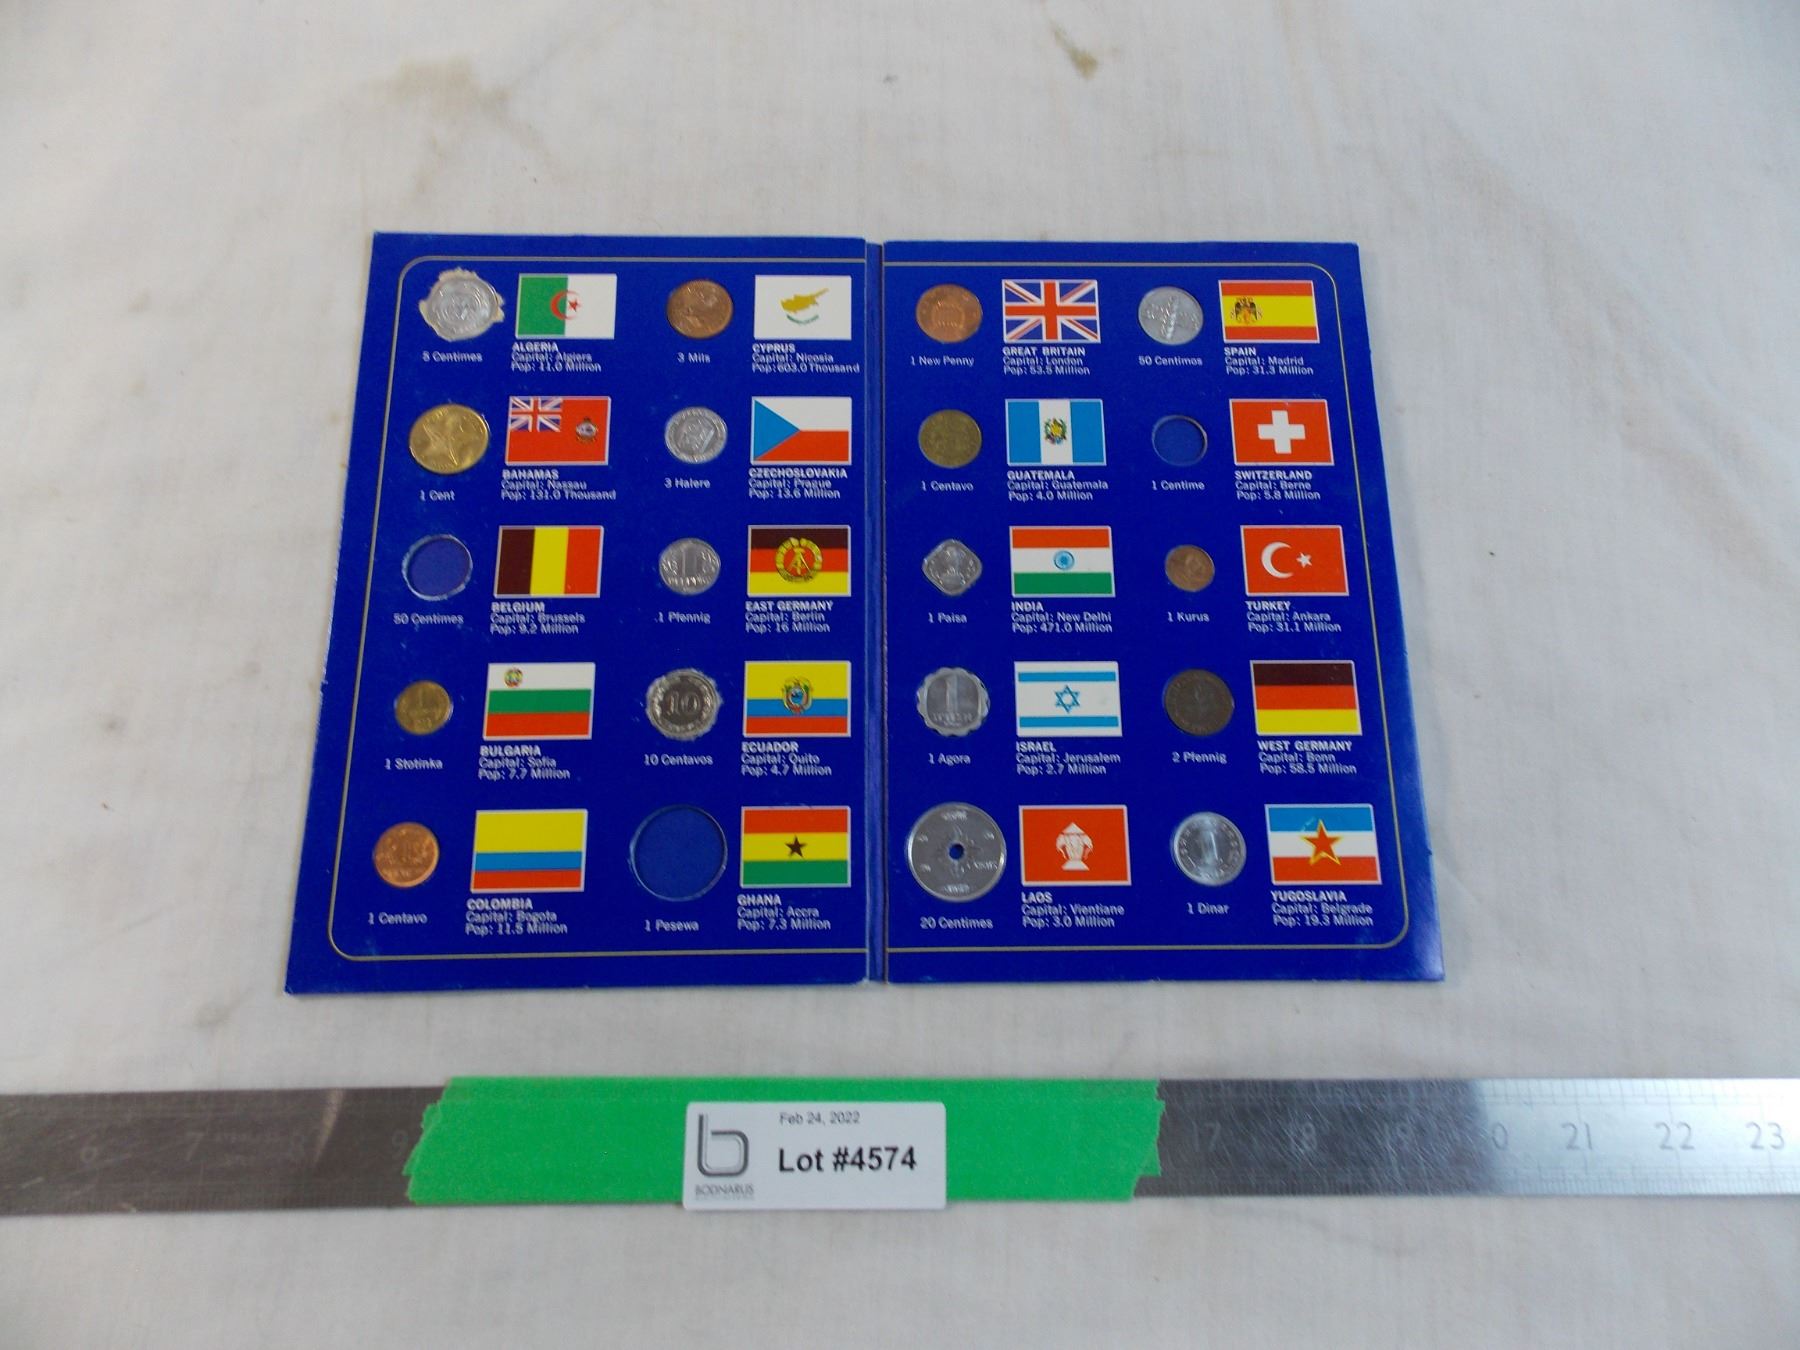 5 Centimes
ALGERIA
Capital: Algiers
Pop: 11.0 Million
3 Mils
CYPRUS
Capital: Nicosia
Pop:603.0 Thousand
1 Cent
BAHAMAS
Capital: Nassau
Pop: 131.0 Thousand
3 Halere
CZECHOSLOVAKIA
Capital: Prague
Pop: 13.6 Million
50 Centimes
BELGIUM
Capital: Brussels
Pop: 9.2 Million
1 Pfennig
EAST GERMANY
Capital: Berlin
Pop: 16 Million
1 Stotinka
BULGARIA
Capital: Sofia
Pop: 7.7 Million
10
10 Centavos
ECUADOR
Capital: Quito
Pop: 4.7 Million
1 Centavo
COLOMBIA
Capital: Bogota
Pop: 11.5 Million
1 Pesewa
GHANA
Capital: Accra
Pop: 7.3 Million
1 New Penny
GREAT BRITAIN
Capital: London
Pop: 53.5 Million
50 Centimos
SPAIN
Capital: Madrid
Pop: 31.3 Million
1 Centavo
GUATEMALA
Capital: Guatemala
Pop: 4.0 Million
1 Centime
SWITZERLAND
Capital: Berne
Pop: 5.8 Million
1 Paisa
INDIA
Capital: New Delhi
Pop: 471.0 Million
1 Kurus
TURKEY
Capital: Ankara
Pop: 31.1 Million
1
1 Agora
ISRAEL
Capital: Jerusalem
Pop: 2.7 Million
2 Pfennig
WEST GERMANY
Capital: Bonn
Pop: 58.5 Million
20 Centimes
LAOS
Capital: Vientiane
Pop: 3.0 Million
1
1 Dinar
YUGOSLAVIA
Capital: Belgrade
Pop: 19.3 Million
6 7 8 9 17 18 19 0 21 22 23
Feb 24, 2022
Lot #4574
BODNARUS